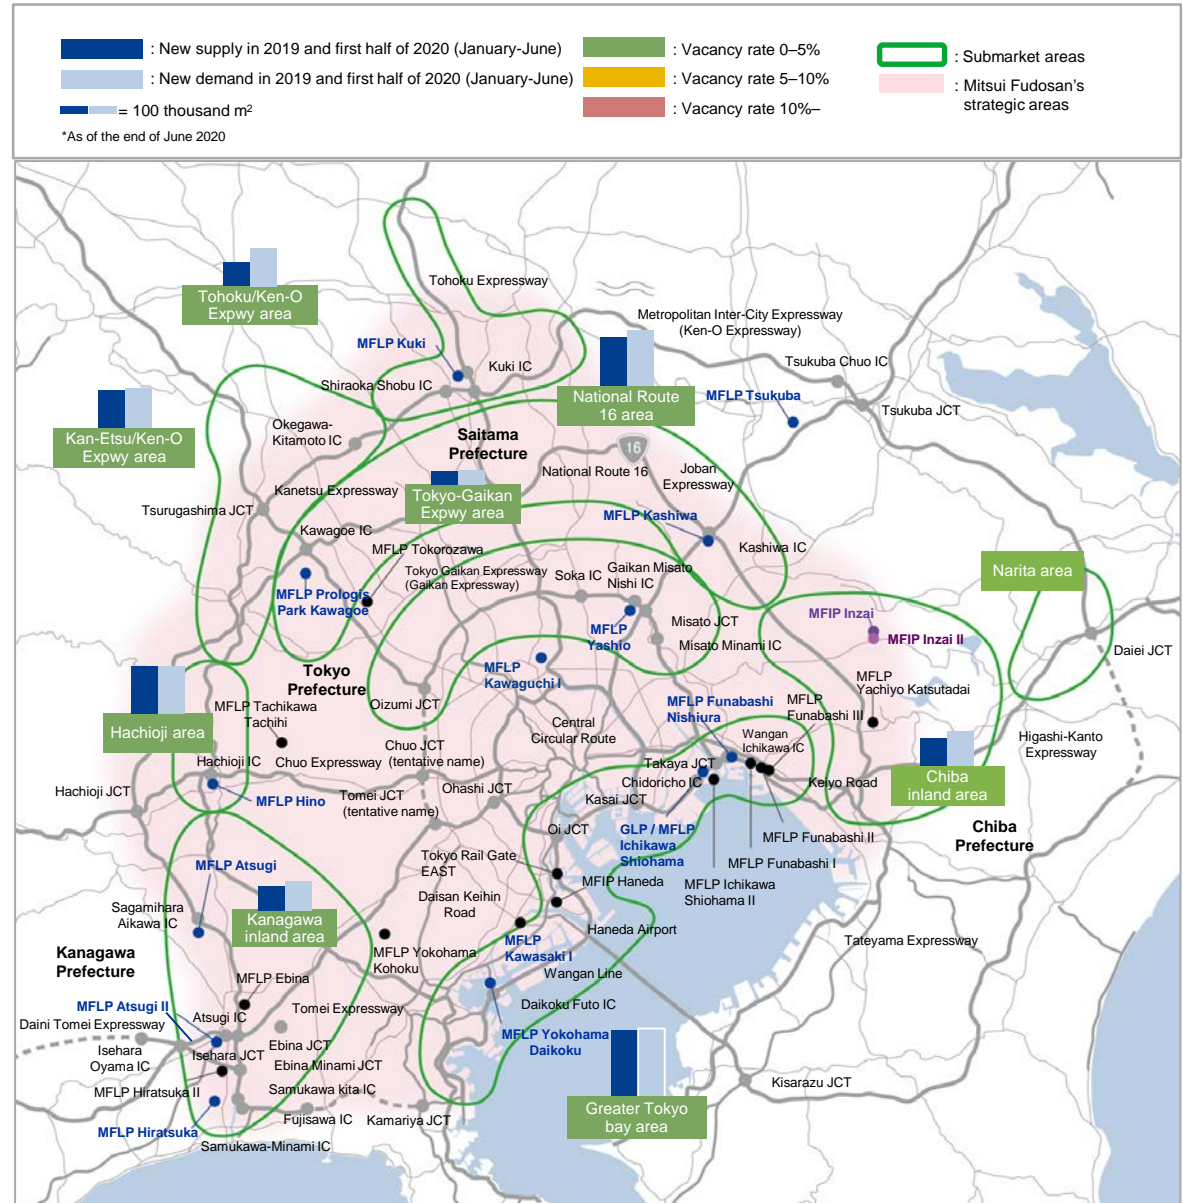 : New supply in 2019 and first half of 2020 (January-June)
: New demand in 2019 and first half of 2020 (January-June)
= 100 thousand m²
*As of the end of June 2020
: Vacancy rate 0–5%
: Vacancy rate 5–10%
: Vacancy rate 10%–
: Submarket areas
: Mitsui Fudosan's
strategic areas
Tohoku Expressway
Tohoku/Ken-O
Expwy area
Metropolitan Inter-City Expressway
(Ken-O Expressway)
MFLP Kuki
Kuki IC
Tsukuba Chuo IC
Shiraoka Shobu IC
National Route
16 area
MFLP Tsukuba
Tsukuba JCT
Kan-Etsu/Ken-O
Expwy area
Okegawa-
Kitamoto IC
Saitama
Prefecture
16
National Route 16
Joban
Expressway
Kanetsu Expressway
Tokyo-Gaikan
Expwy area
Tsurugashima JCT
MFLP Kashiwa
Kawagoe IC
Kashiwa IC
MFLP Tokorozawa
Tokyo Gaikan Expressway
(Gaikan Expressway)
Soka IC
Gaikan Misato
Nishi IC
Narita area
MFLP Prologis
Park Kawagoe
MFLP
Yashio
Misato JCT
Misato Minami IC
MFIP Inzai
MFIP Inzai II
Daiei JCT
Tokyo
Prefecture
MFLP
Kawaguchi I
MFLP
Yachiyo Katsutadai
MFLP Tachikawa
Tachihi
Oizumi JCT
MFLP Funabashi
Nishiura
MFLP
Funabashi III
Hachioji area
Central
Circular Route
Wangan
Ichikawa IC
Higashi-Kanto
Expressway
Hachioji IC
Chuo Expressway
Chuo JCT
(tentative name)
Takaya JCT
Chidoricho IC
Keiyo Road
Chiba
inland area
Hachioji JCT
MFLP Hino
Tomei JCT
(tentative name)
Ohashi JCT
Kasai JCT
Oi JCT
GLP / MFLP
Ichikawa
Shiohama
MFLP Funabashi II
Chiba
Prefecture
MFLP Funabashi I
MFLP Atsugi
Tokyo Rail Gate
EAST
MFIP Haneda
MFLP Ichikawa
Shiohama II
Sagamihara
Aikawa IC
Kanagawa
inland area
Daisan Keihin
Road
Haneda Airport
Kanagawa
Prefecture
MFLP Yokohama
Kohoku
MFLP
Kawasaki I
Tateyama Expressway
MFLP Ebina
Wangan Line
MFLP Atsugi II
Atsugi IC
Tomei Expressway
Daikoku Futo IC
Daini Tomei Expressway
Isehara
Oyama IC
Isehara JCT
Ebina JCT
Ebina Minami JCT
MFLP Yokohama
Daikoku
Kisarazu JCT
MFLP Hiratsuka II
Samukawa kita IC
Greater Tokyo
bay area
MFLP Hiratsuka
Fujisawa IC
Kamariya JCT
Samukawa-Minami IC